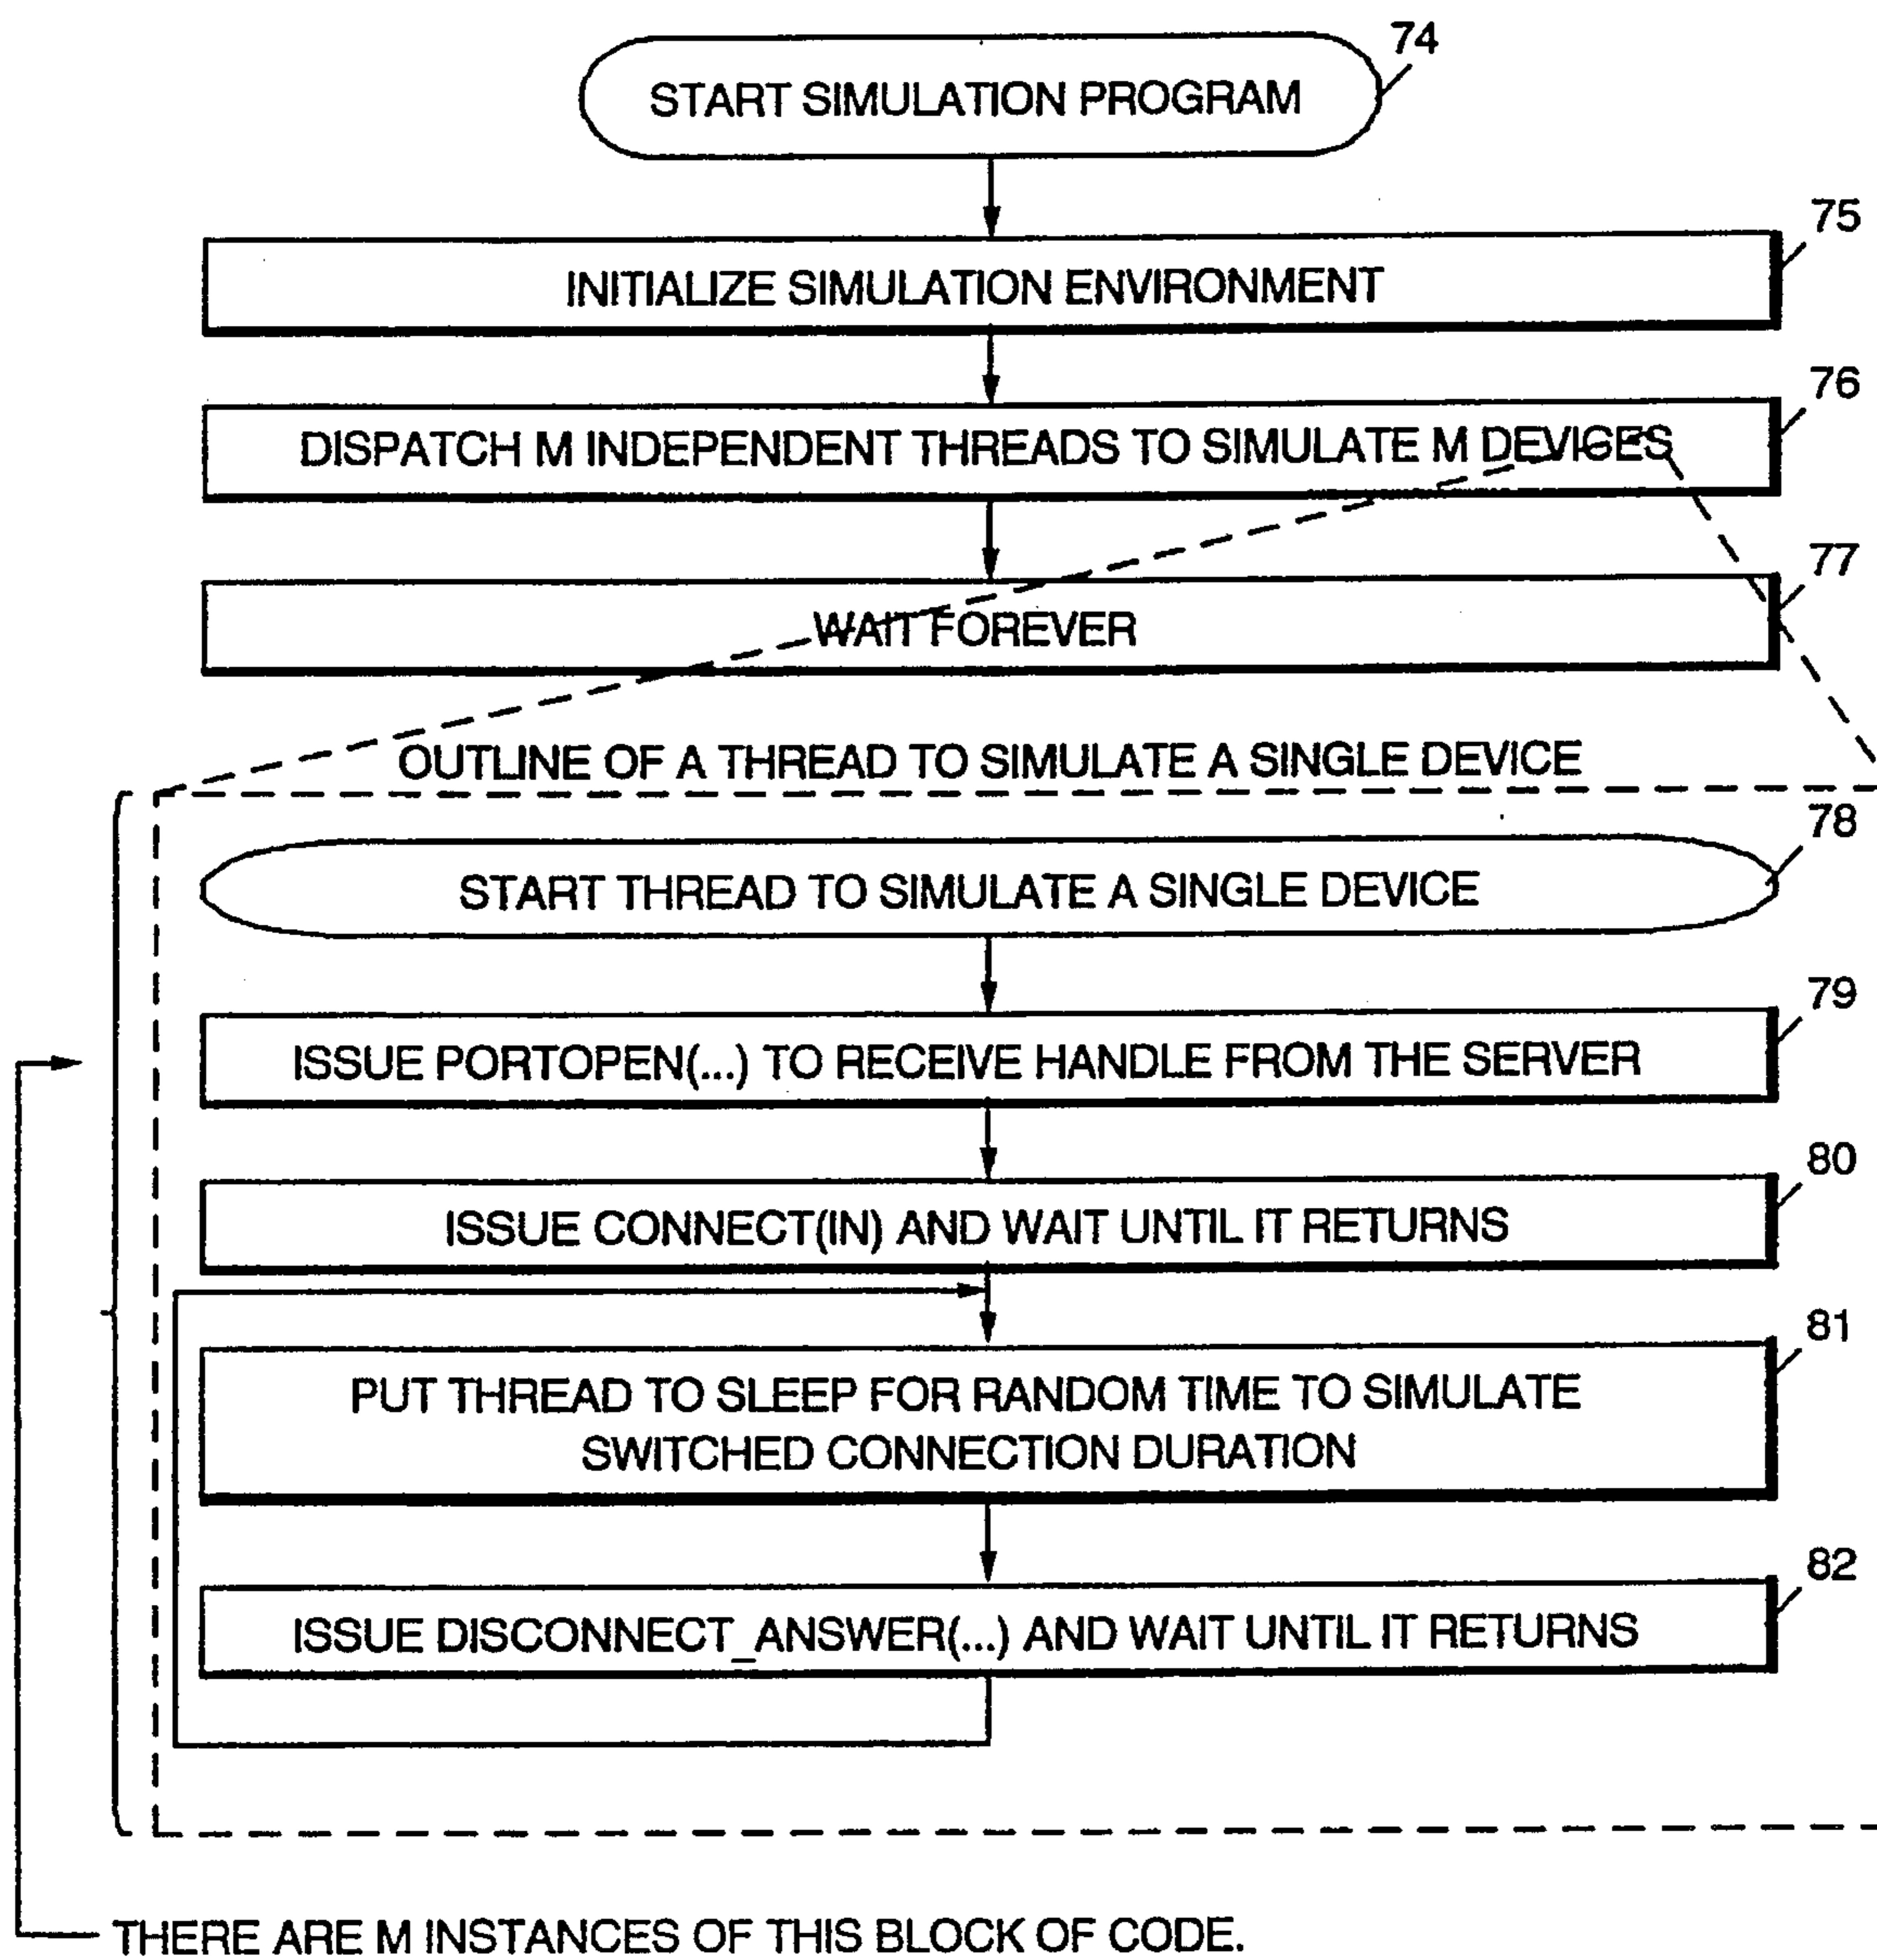 74
START SIMULATION PROGRAM
75
INITIALIZE SIMULATION ENVIRONMENT
76
DISPATCH M INDEPENDENT THREADS TO SIMULATE M DEVICES
77
WAIT FOREVER
OUTLINE OF A THREAD TO SIMULATE A SINGLE DEVICE
78
START THREAD TO SIMULATE A SINGLE DEVICE
79
ISSUE PORTOPEN(...) TO RECEIVE HANDLE FROM THE SERVER
80
ISSUE CONNECT(IN) AND WAIT UNTIL IT RETURNS
81
PUT THREAD TO SLEEP FOR RANDOM TIME TO SIMULATE
SWITCHED CONNECTION DURATION
82
ISSUE DISCONNECT_ANSWER(...) AND WAIT UNTIL IT RETURNS
THERE ARE M INSTANCES OF THIS BLOCK OF CODE.